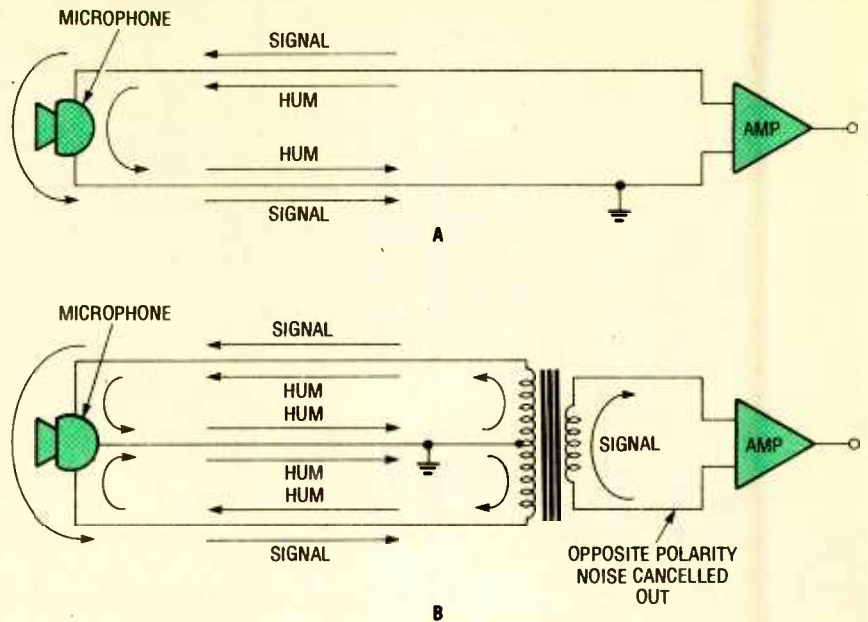 MICROPHONE
SIGNAL
HUM
AMP
HUM
SIGNAL
A
MICROPHONE
SIGNAL
HUM
HUM
SIGNAL
AMP
HUM
HUM
SIGNAL
OPPOSITE POLARITY
NOISE CANCELLED
OUT
B